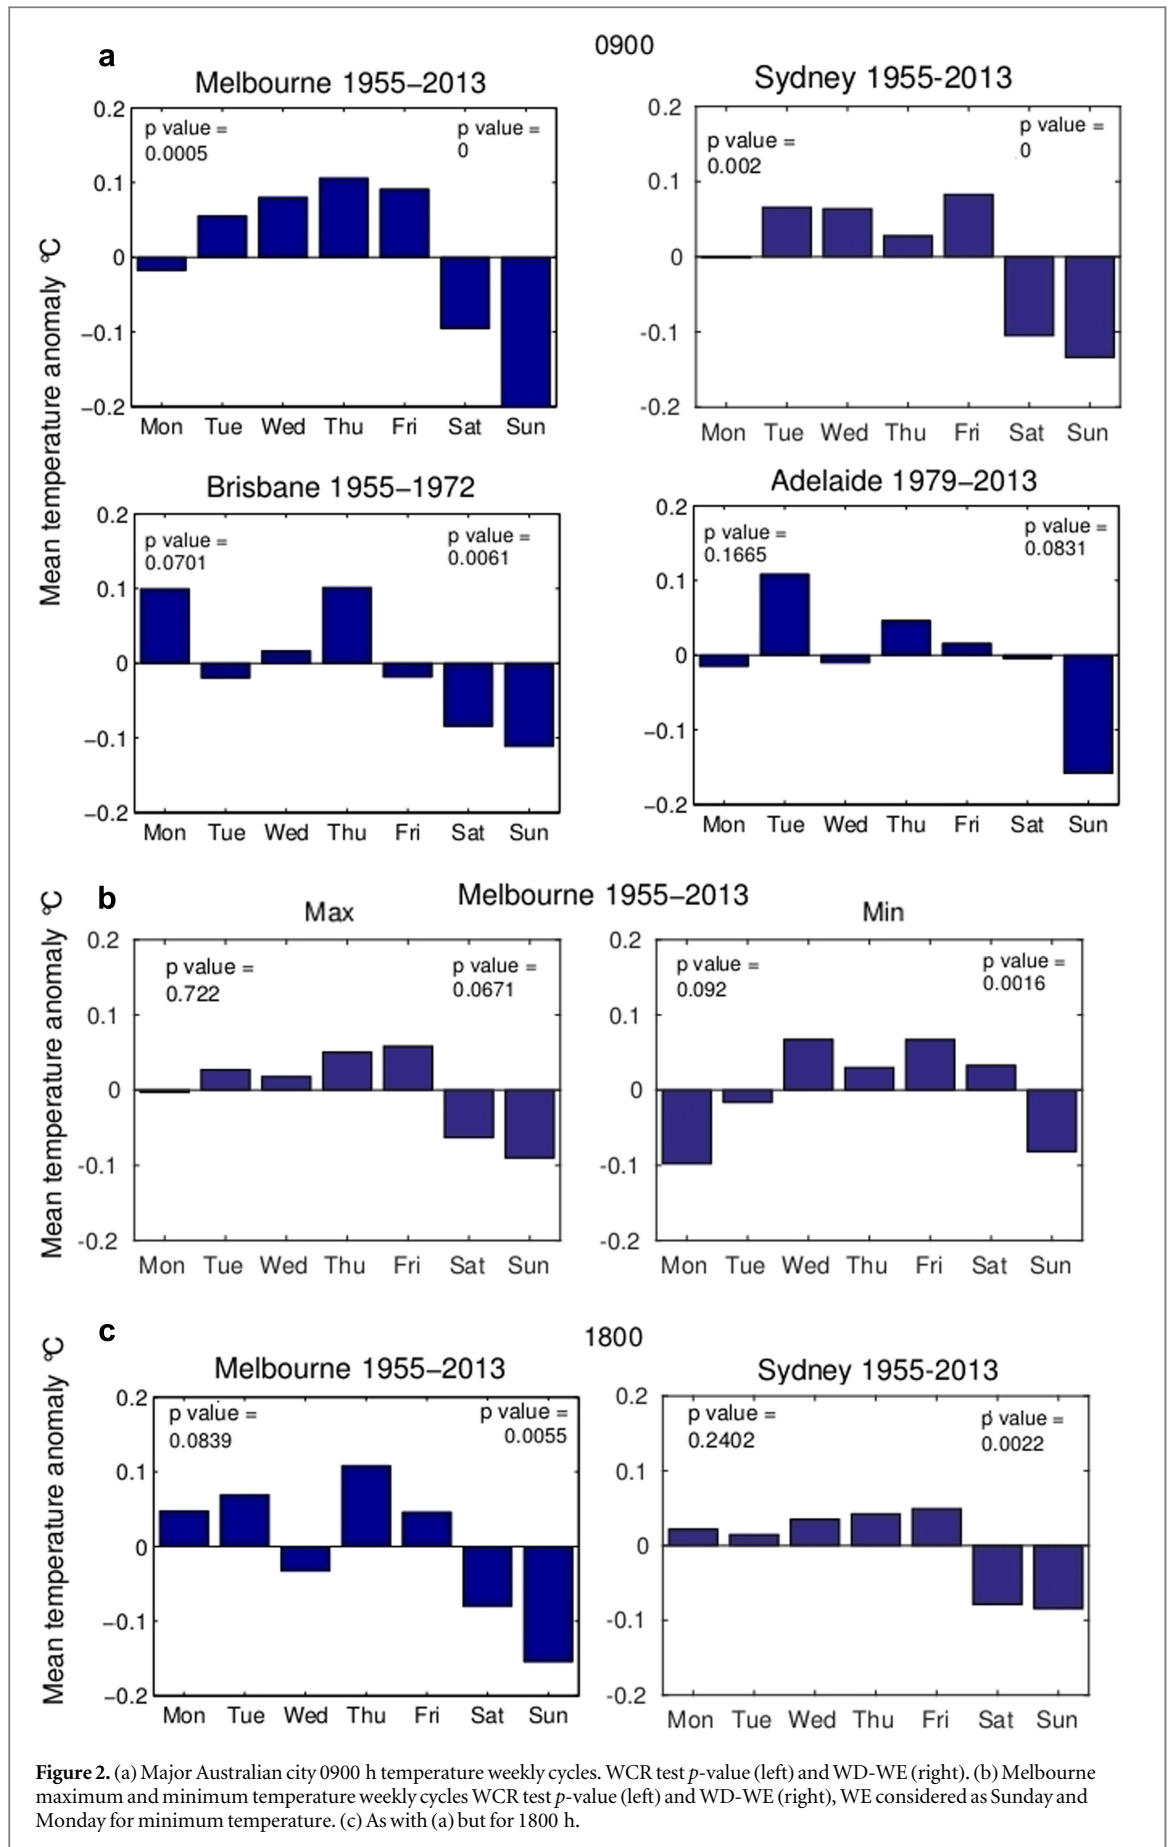 a
0900
Melbourne 1955–2013
Sydney 1955-2013
Mean temperature anomaly °C
0.2
0.1
0
–0.1
–0.2
p value =
0.0005
p value =
0
Mon Tue Wed Thu Fri Sat Sun
0.2
0.1
0
-0.1
-0.2
p value =
0.002
p value =
0
Mon Tue Wed Thu Fri Sat Sun
Brisbane 1955–1972
Adelaide 1979–2013
0.2
0.1
0
–0.1
–0.2
p value =
0.0701
p value =
0.0061
Mon Tue Wed Thu Fri Sat Sun
0.2
0.1
0
–0.1
–0.2
p value =
0.1665
p value =
0.0831
Mon Tue Wed Thu Fri Sat Sun
b
Melbourne 1955–2013
Max
Min
Mean temperature anomaly °C
0.2
0.1
0
-0.1
-0.2
p value =
0.722
p value =
0.0671
Mon Tue Wed Thu Fri Sat Sun
0.2
0.1
0
-0.1
-0.2
p value =
0.092
p value =
0.0016
Mon Tue Wed Thu Fri Sat Sun
c
1800
Melbourne 1955–2013
Sydney 1955-2013
Mean temperature anomaly °C
0.2
0.1
0
–0.1
–0.2
p value =
0.0839
p value =
0.0055
Mon Tue Wed Thu Fri Sat Sun
0.2
0.1
0
-0.1
-0.2
p value =
0.2402
p value =
0.0022
Mon Tue Wed Thu Fri Sat Sun
Figure 2. (a) Major Australian city 0900 h temperature weekly cycles. WCR test p-value (left) and WD-WE (right). (b) Melbourne
maximum and minimum temperature weekly cycles WCR test p-value (left) and WD-WE (right), WE considered as Sunday and
Monday for minimum temperature. (c) As with (a) but for 1800 h.